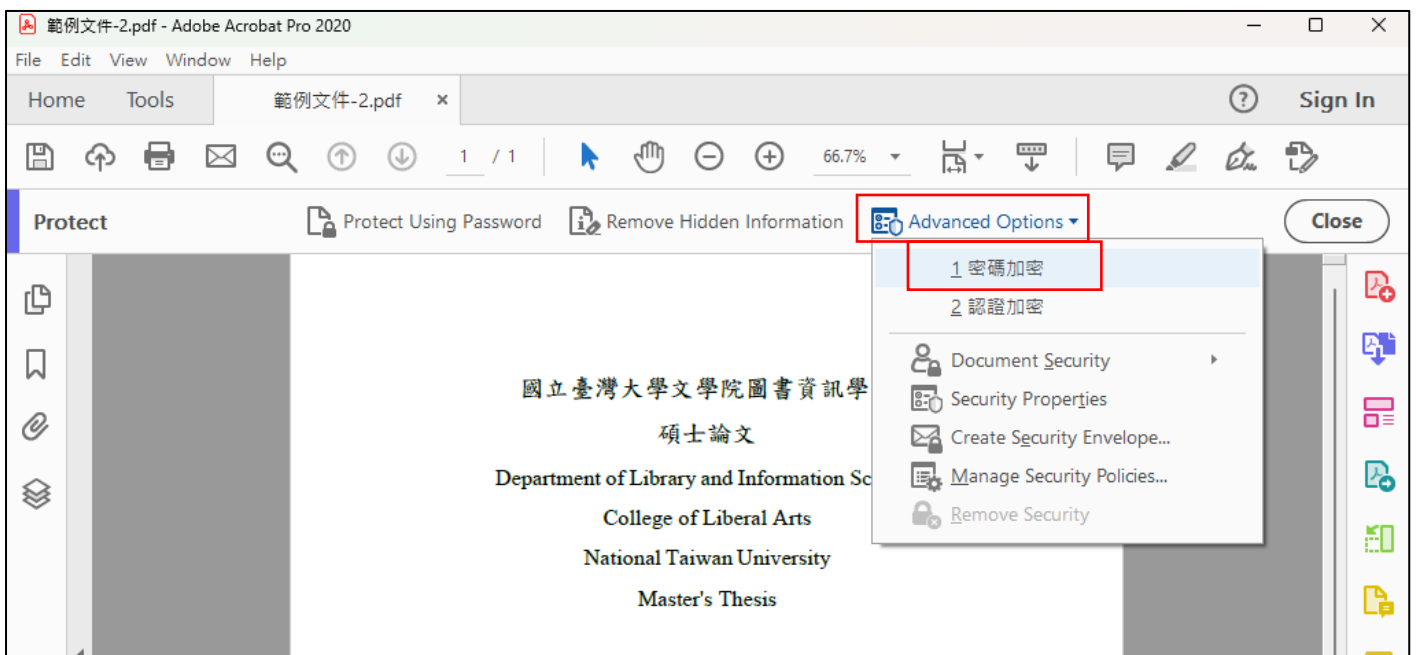 範例文件-2.pdf - Adobe Acrobat Pro 2020
File Edit View Window Help
Home Tools 範例文件-2.pdf × ? Sign In
1 / 1 66.7%
Protect Protect Using Password Remove Hidden Information Advanced Options Close
1 密碼加密
2 認證加密
Document Security
Security Properties
Create Security Envelope...
Manage Security Policies...
Remove Security
國立臺灣大學文學院圖書資訊學
碩士論文
Department of Library and Information Sc
College of Liberal Arts
National Taiwan University
Master's Thesis